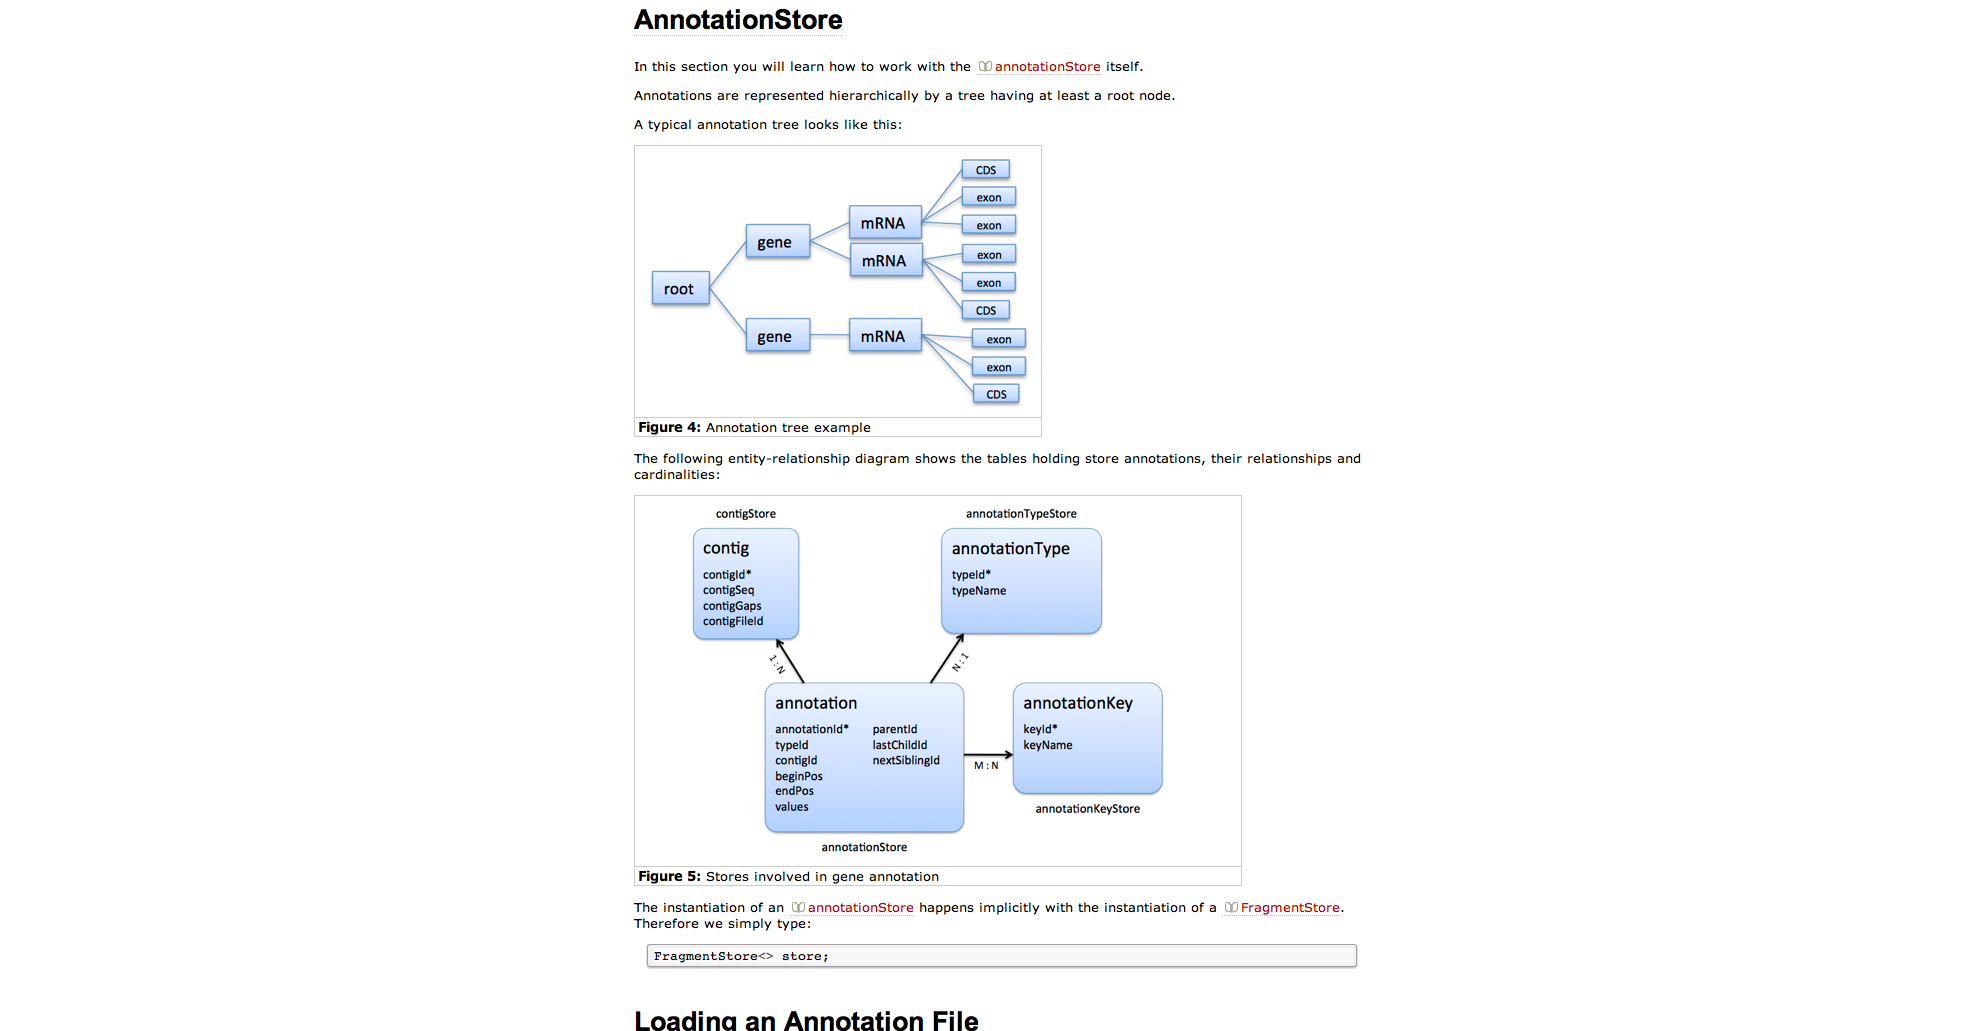 AnnotationStore
In this section you will learn how to work with the annotationStore itself.
Annotations are represented hierarchically by a tree having at least a root node.
A typical annotation tree looks like this:
CDS
exon
mRNA
exon
gene
mRNA
exon
exon
root
CDS
gene
mRNA
exon
exon
CDS
Figure 4: Annotation tree example
The following entity-relationship diagram shows the tables holding store annotations, their relationships and
cardinalities:
contigStore
contig
contigId*
contigSeq
contigGaps
contigFileId
annotationTypeStore
annotationType
typeId*
typeName
1:N
N:1
annotation
annotationId*
typeId
contigId
beginPos
endPos
values
parentId
lastChildId
nextSiblingId
annotationStore
M:N
annotationKey
keyId*
keyName
annotationKeyStore
Figure 5: Stores involved in gene annotation
The instantiation of an annotationStore happens implicitly with the instantiation of a FragmentStore.
Therefore we simply type:
FragmentStore<> store;
Loading an Annotation File